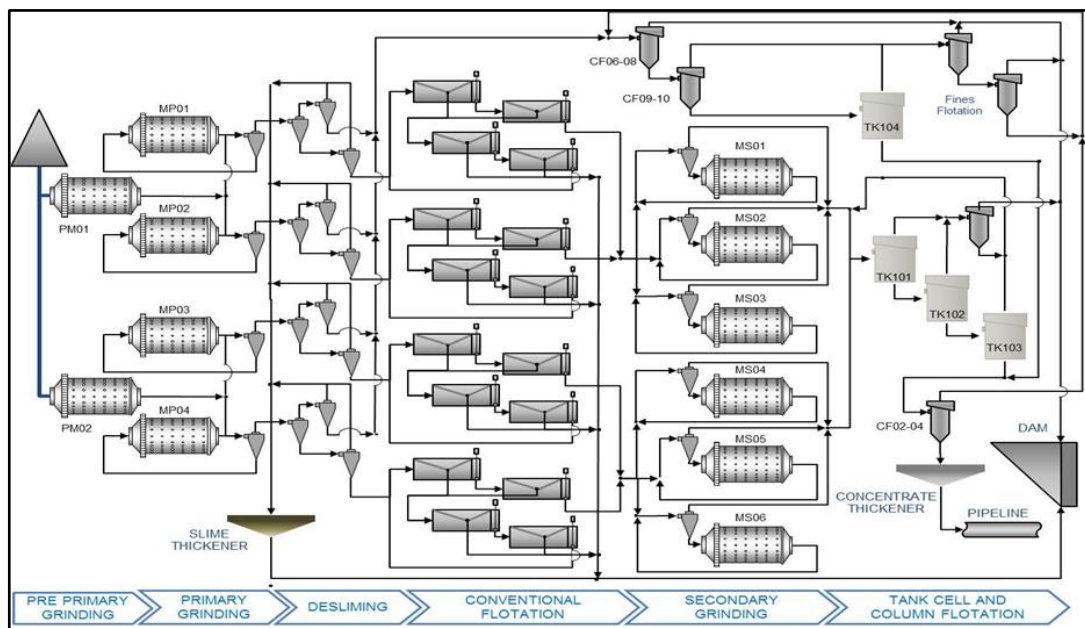 CF06-08
CF09-10
Fines
Flotation
TK104
MP01
PM01
MP02
MP03
PM02
MP04
MS01
MS02
MS03
MS04
MS05
MS06
TK101
TK102
TK103
CF02-04
DAM
CONCENTRATE
THICKENER
PIPELINE
SLIME
THICKENER
PRE PRIMARY
GRINDING
PRIMARY
GRINDING
DESLIMING
CONVENTIONAL
FLOTATION
SECONDARY
GRINDING
TANK CELL AND
COLUMN FLOTATION